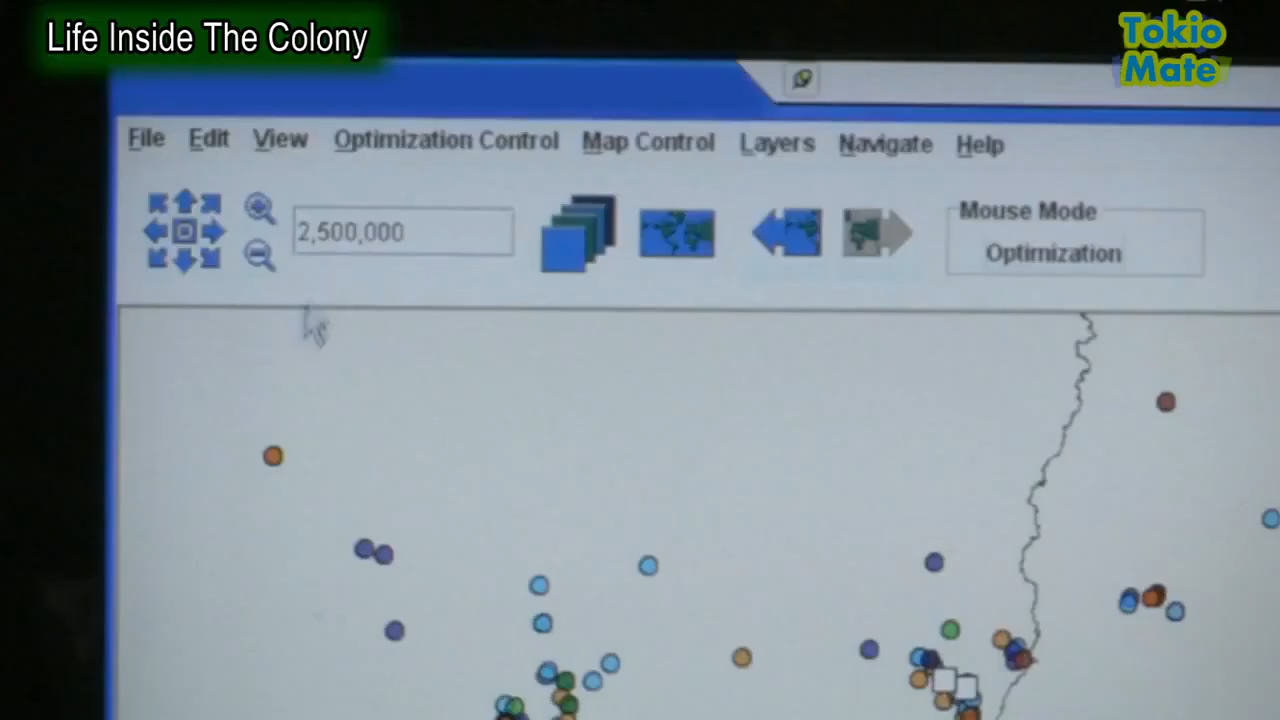 Life Inside The Colony
Tokio
Mate
File Edit View Optimization Control Map Control Layers Navigate Help
2,500,000
Mouse Mode
Optimization